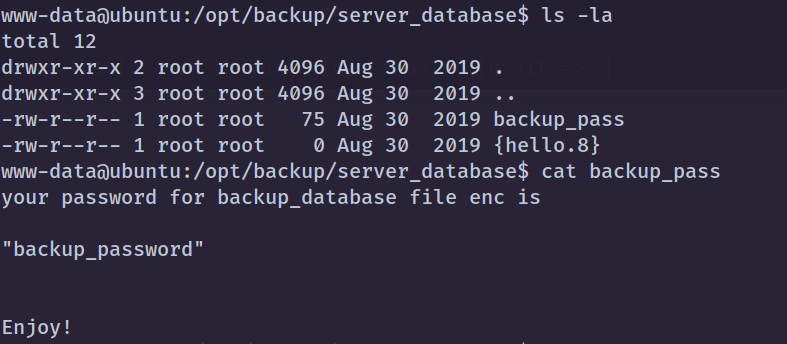 www-data@ubuntu:/opt/backup/server_database$ ls -la
total 12
drwxr-xr-x 2 root root 4096 Aug 30  2019 .
drwxr-xr-x 3 root root 4096 Aug 30  2019 ..
-rw-r--r-- 1 root root   75 Aug 30  2019 backup_pass
-rw-r--r-- 1 root root    0 Aug 30  2019 {hello.8}
www-data@ubuntu:/opt/backup/server_database$ cat backup_pass
your password for backup_database file enc is
"backup_password"
Enjoy!